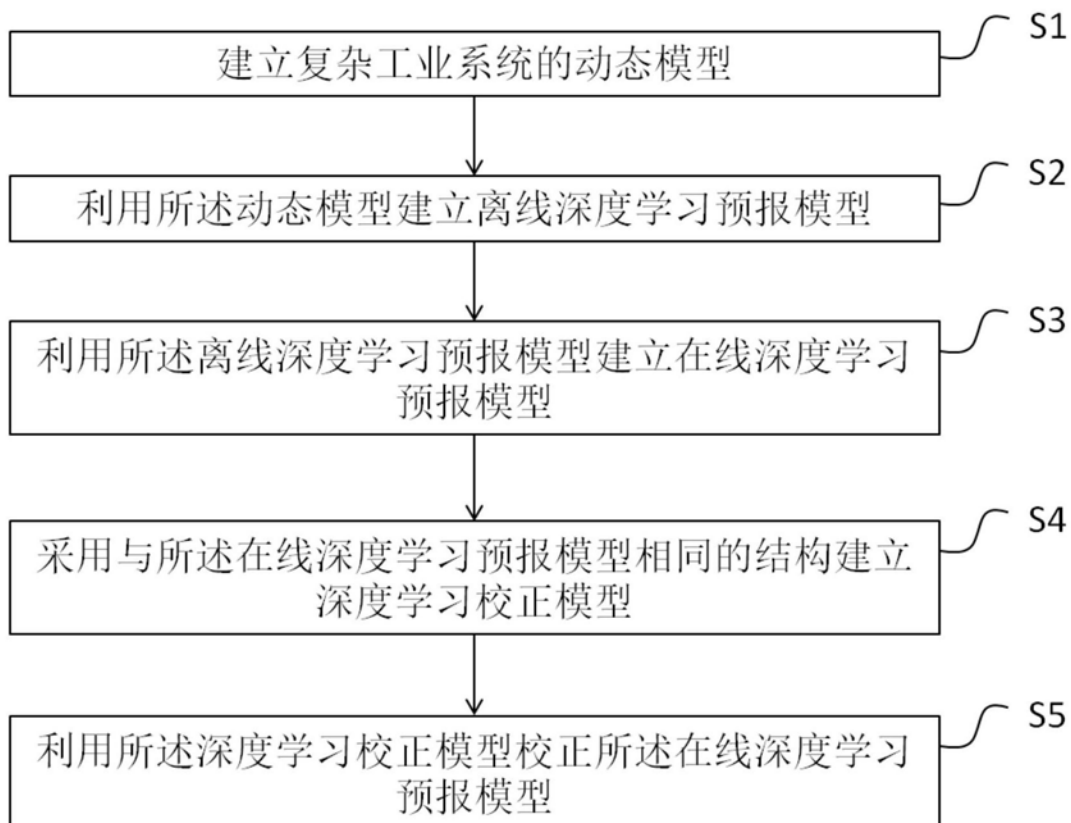 S1
建立复杂工业系统的动态模型
S2
利用所述动态模型建立离线深度学习预报模型
S3
利用所述离线深度学习预报模型建立在线深度学习
预报模型
S4
采用与所述在线深度学习预报模型相同的结构建立
深度学习校正模型
S5
利用所述深度学习校正模型校正所述在线深度学习
预报模型